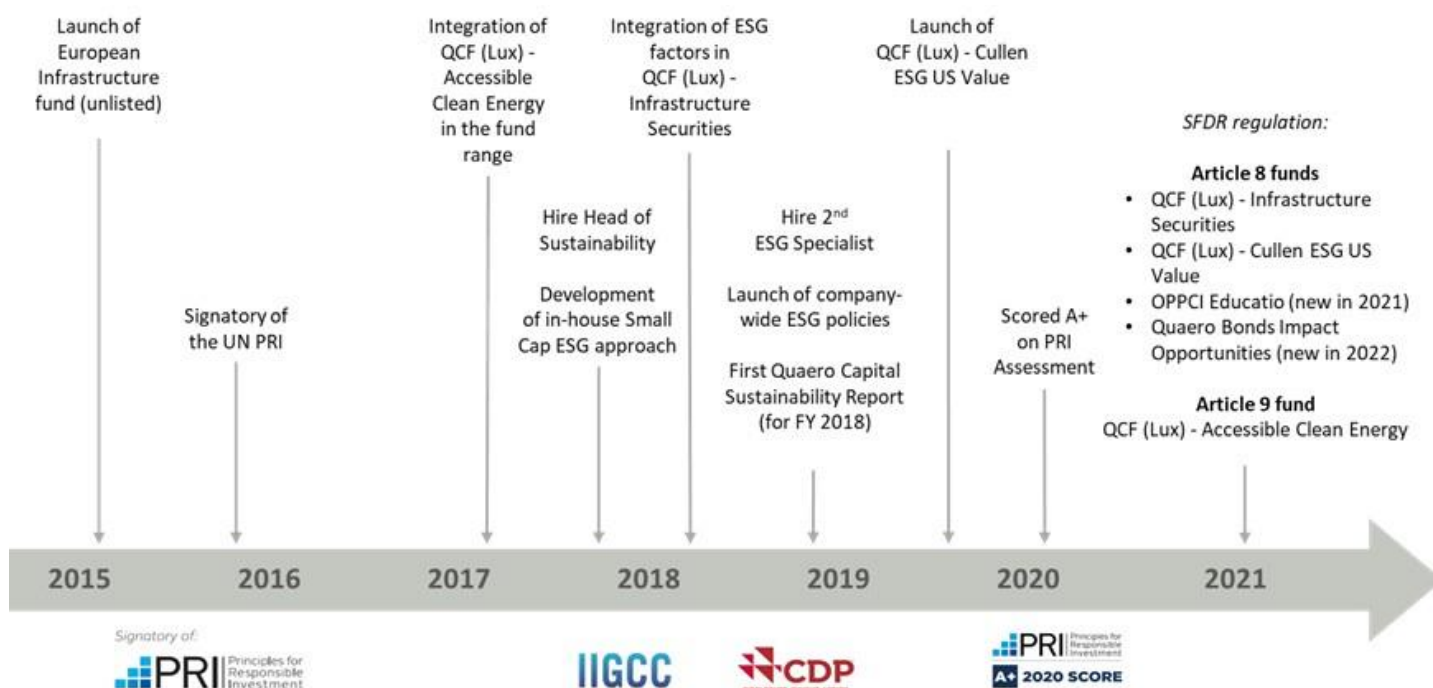 Launch of
European
Infrastructure
fund (unlisted)
Signatory of
the UN PRI
Integration of
QCF (Lux) -
Accessible
Clean Energy
in the fund
range
Hire Head of
Sustainability
Development
of in-house Small
Cap ESG approach
Integration of ESG
factors in
QCF (Lux) -
Infrastructure
Securities
Hire 2nd
ESG Specialist
Launch of company-
wide ESG policies
First Quaero Capital
Sustainability Report
(for FY 2018)
Launch of
QCF (Lux) - Cullen
ESG US Value
Scored A+
on PRI
Assessment
SFDR regulation:
Article 8 funds
• QCF (Lux) - Infrastructure
Securities
• QCF (Lux) - Cullen ESG US
Value
• OPPCI Educatio (new in 2021)
• Quaero Bonds Impact
Opportunities (new in 2022)
Article 9 fund
QCF (Lux) - Accessible Clean Energy
2015 2016 2017 2018 2019 2020 2021
Signatory of:
PRI Principles for
Responsible
Investment
IIGCC
CDP
PRI Principles for
Responsible
Investment
A+ 2020 SCORE